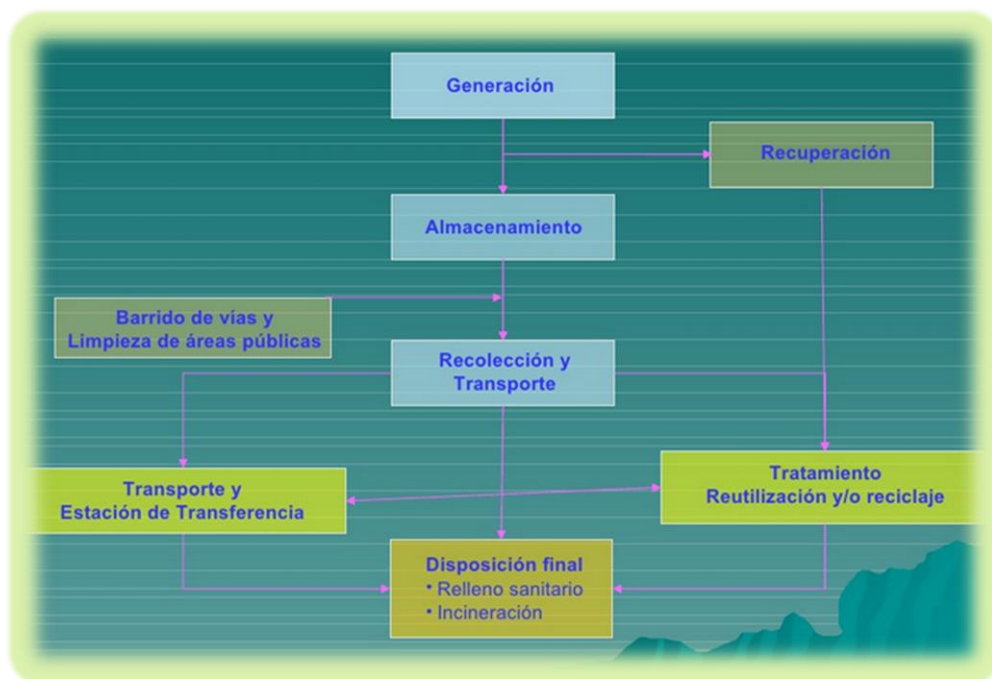 Generación
Recuperación
Almacenamiento
Barrido de vías y
Limpieza de áreas públicas
Recolección y
Transporte
Transporte y
Estación de Transferencia
Tratamiento
Reutilización y/o reciclaje
Disposición final
• Relleno sanitario
• Incineración